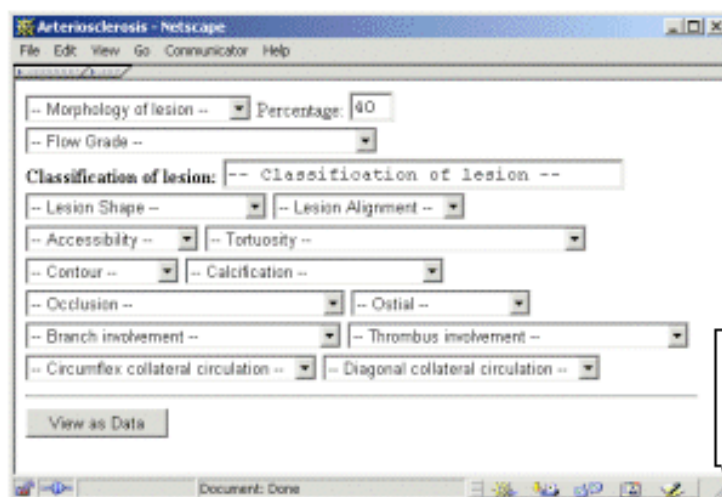 Arteriosclerosis - Netscape
File Edit View Go Communicator Help
-- Morphology of lesion -- Percentage: 40
-- Flow Grade --
Classification of lesion: -- Classification of lesion --
-- Lesion Shape -- -- Lesion Alignment --
-- Accessibility -- -- Tortuosity --
-- Contour -- -- Calcification --
-- Occlusion -- -- Ostial --
-- Branch involvement -- -- Thrombus involvement --
-- Circumflex collateral circulation -- -- Diagonal collateral circulation --
View as Data
Document: Done